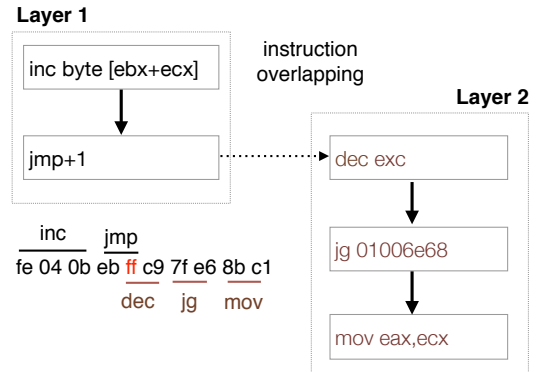 Layer 1
inc byte [ebx+ecx]
instruction
overlapping
Layer 2
jmp+1
dec exc
inc
jmp
fe 04 0b eb ff c9 7f e6 8b c1
dec
jg
mov
jg 01006e68
mov eax,ecx